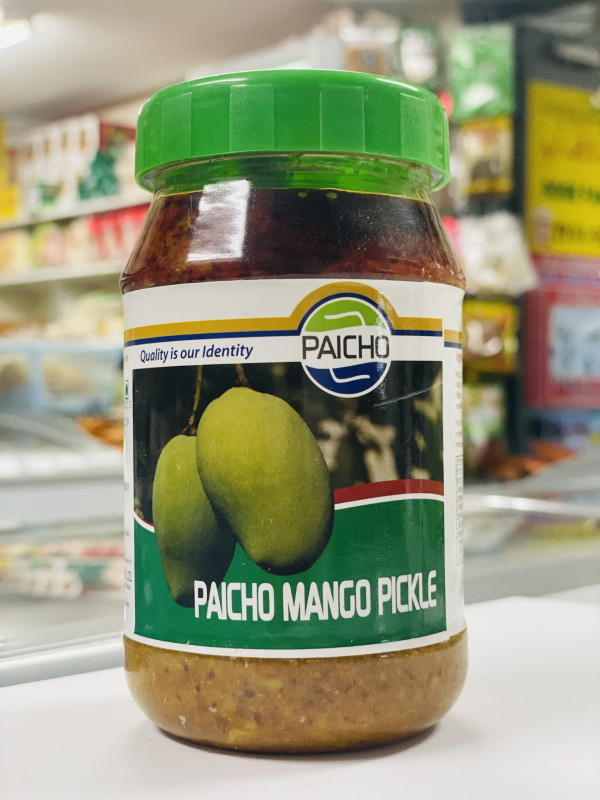 Quality is our Identity
PAICHO
PAICHO MANGO PICKLE